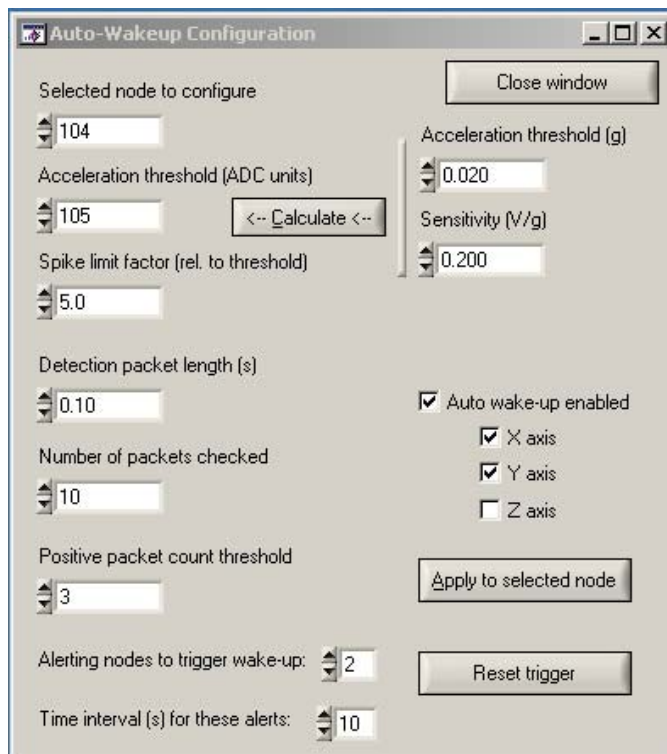 Auto-Wakeup Configuration
Close window
Selected node to configure
104
Acceleration threshold (g)
0.020
Acceleration threshold (ADC units)
105
<-- Calculate <--
Sensitivity (V/g)
0.200
Spike limit factor (rel. to threshold)
5.0
Detection packet length (s)
0.10
Auto wake-up enabled
X axis
Y axis
Z axis
Number of packets checked
10
Positive packet count threshold
3
Apply to selected node
Alerting nodes to trigger wake-up: 2
Reset trigger
Time interval (s) for these alerts: 10